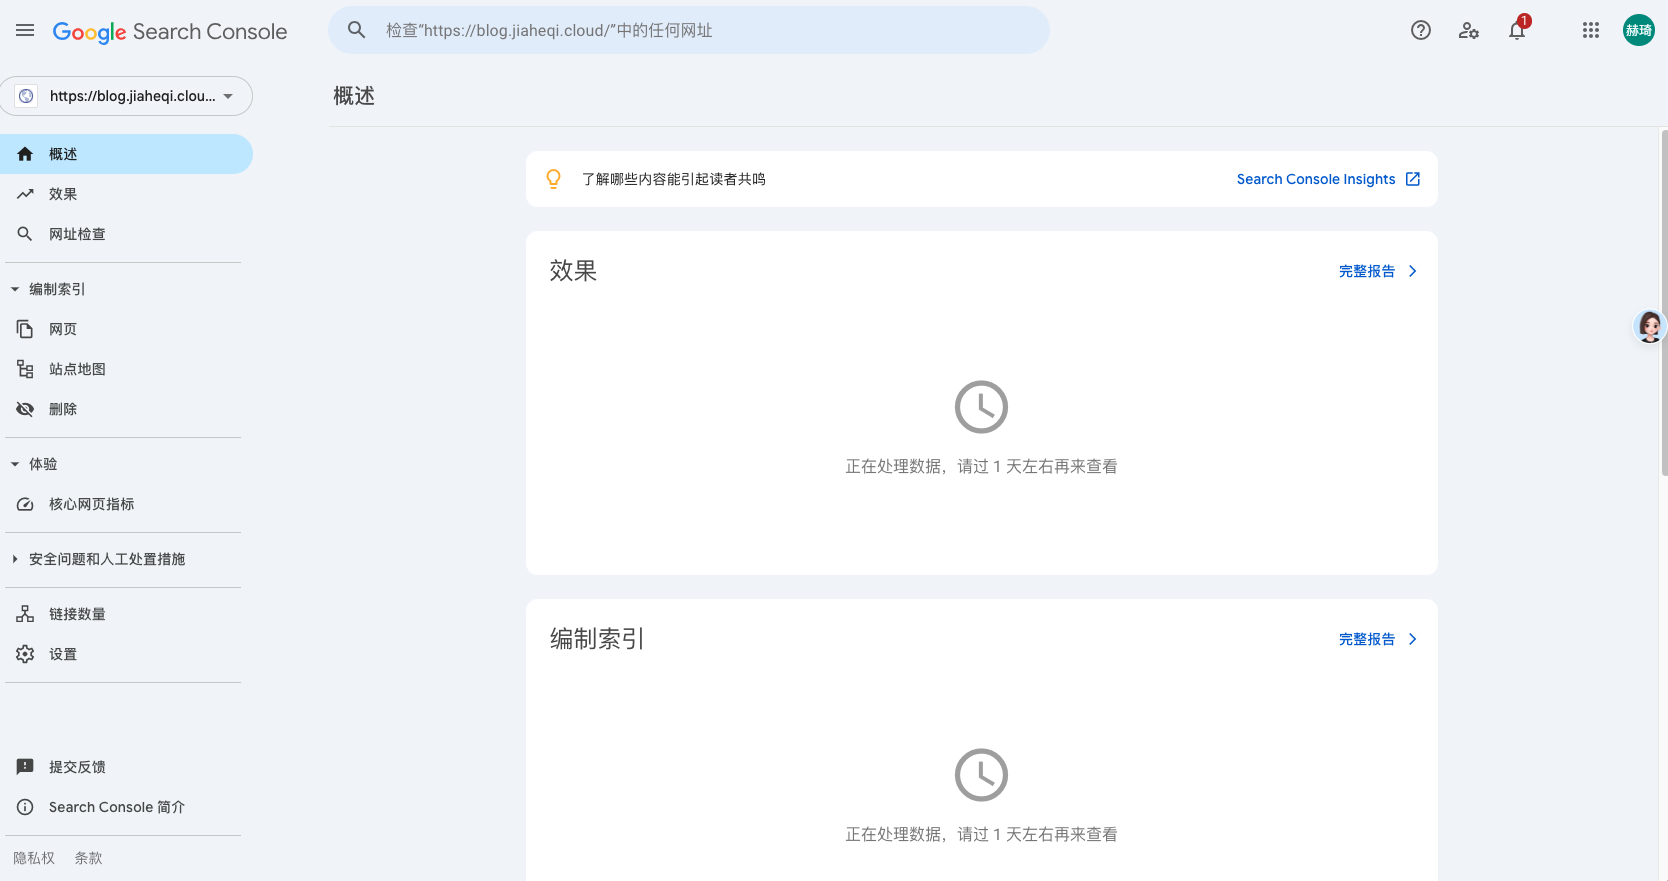 Google Search Console
检查“https://blog.jiaheqi.cloud/”中的任何网址
1
赫琦
https://blog.jiaheqi.clou...
概述
效果
网址检查
编制索引
网页
站点地图
删除
体验
核心网页指标
安全问题和人工处置措施
链接数量
设置
提交反馈
Search Console 简介
隐私权 条款
概述
了解哪些内容能引起读者共鸣
Search Console Insights
效果
完整报告
正在处理数据，请过 1 天左右再来查看
编制索引
完整报告
正在处理数据，请过 1 天左右再来查看